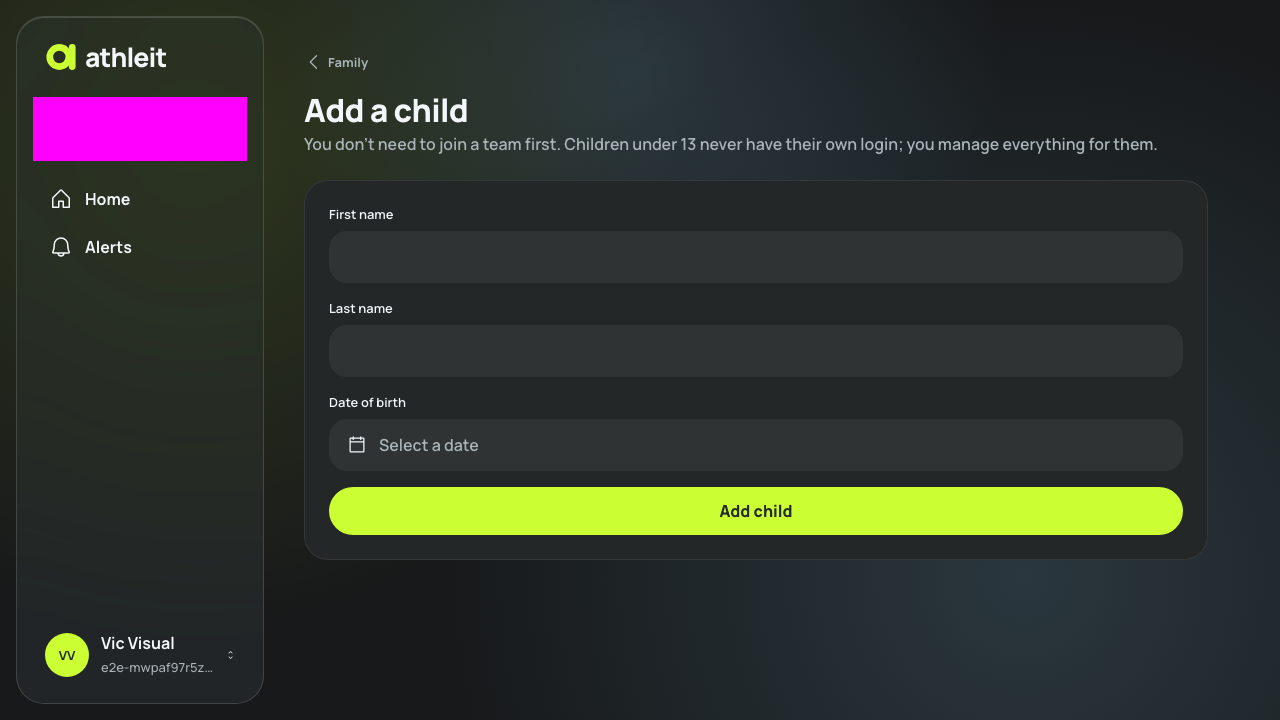 athleit
Home
Alerts
Vic Visual
VV
e2e-mwpaf97r5z…
Family
Add a child
You don't need to join a team first. Children under 13 never have their own login; you manage everything for them.
First name
Last name
Date of birth
Select a date
Add child